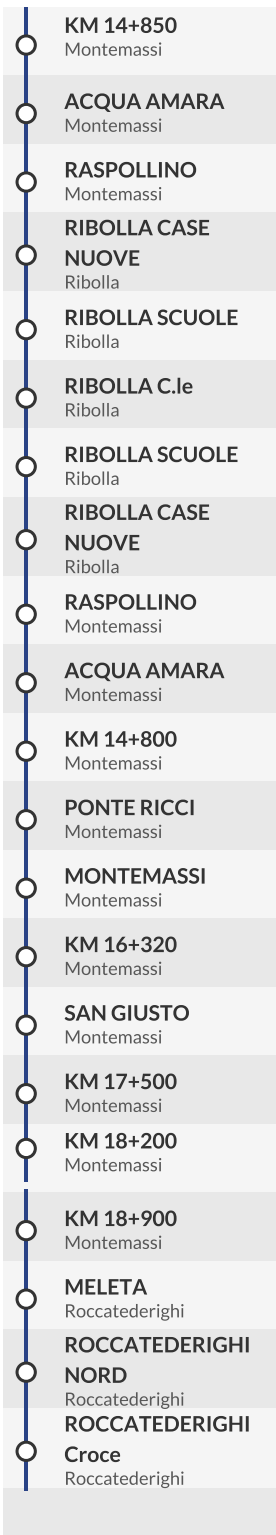 KM 14+850
Montemassi
ACQUA AMARA
Montemassi
RASPOLLINO
Montemassi
RIBOLLA CASE
NUOVE
Ribolla
RIBOLLA SCUOLE
Ribolla
RIBOLLA C.le
Ribolla
RIBOLLA SCUOLE
Ribolla
RIBOLLA CASE
NUOVE
Ribolla
RASPOLLINO
Montemassi
ACQUA AMARA
Montemassi
KM 14+800
Montemassi
PONTE RICCI
Montemassi
MONTEMASSI
Montemassi
KM 16+320
Montemassi
SAN GIUSTO
Montemassi
KM 17+500
Montemassi
KM 18+200
Montemassi
KM 18+900
Montemassi
MELETA
Roccatederighi
ROCCATEDERIGHI
NORD
Roccatederighi
ROCCATEDERIGHI
Croce
Roccatederighi